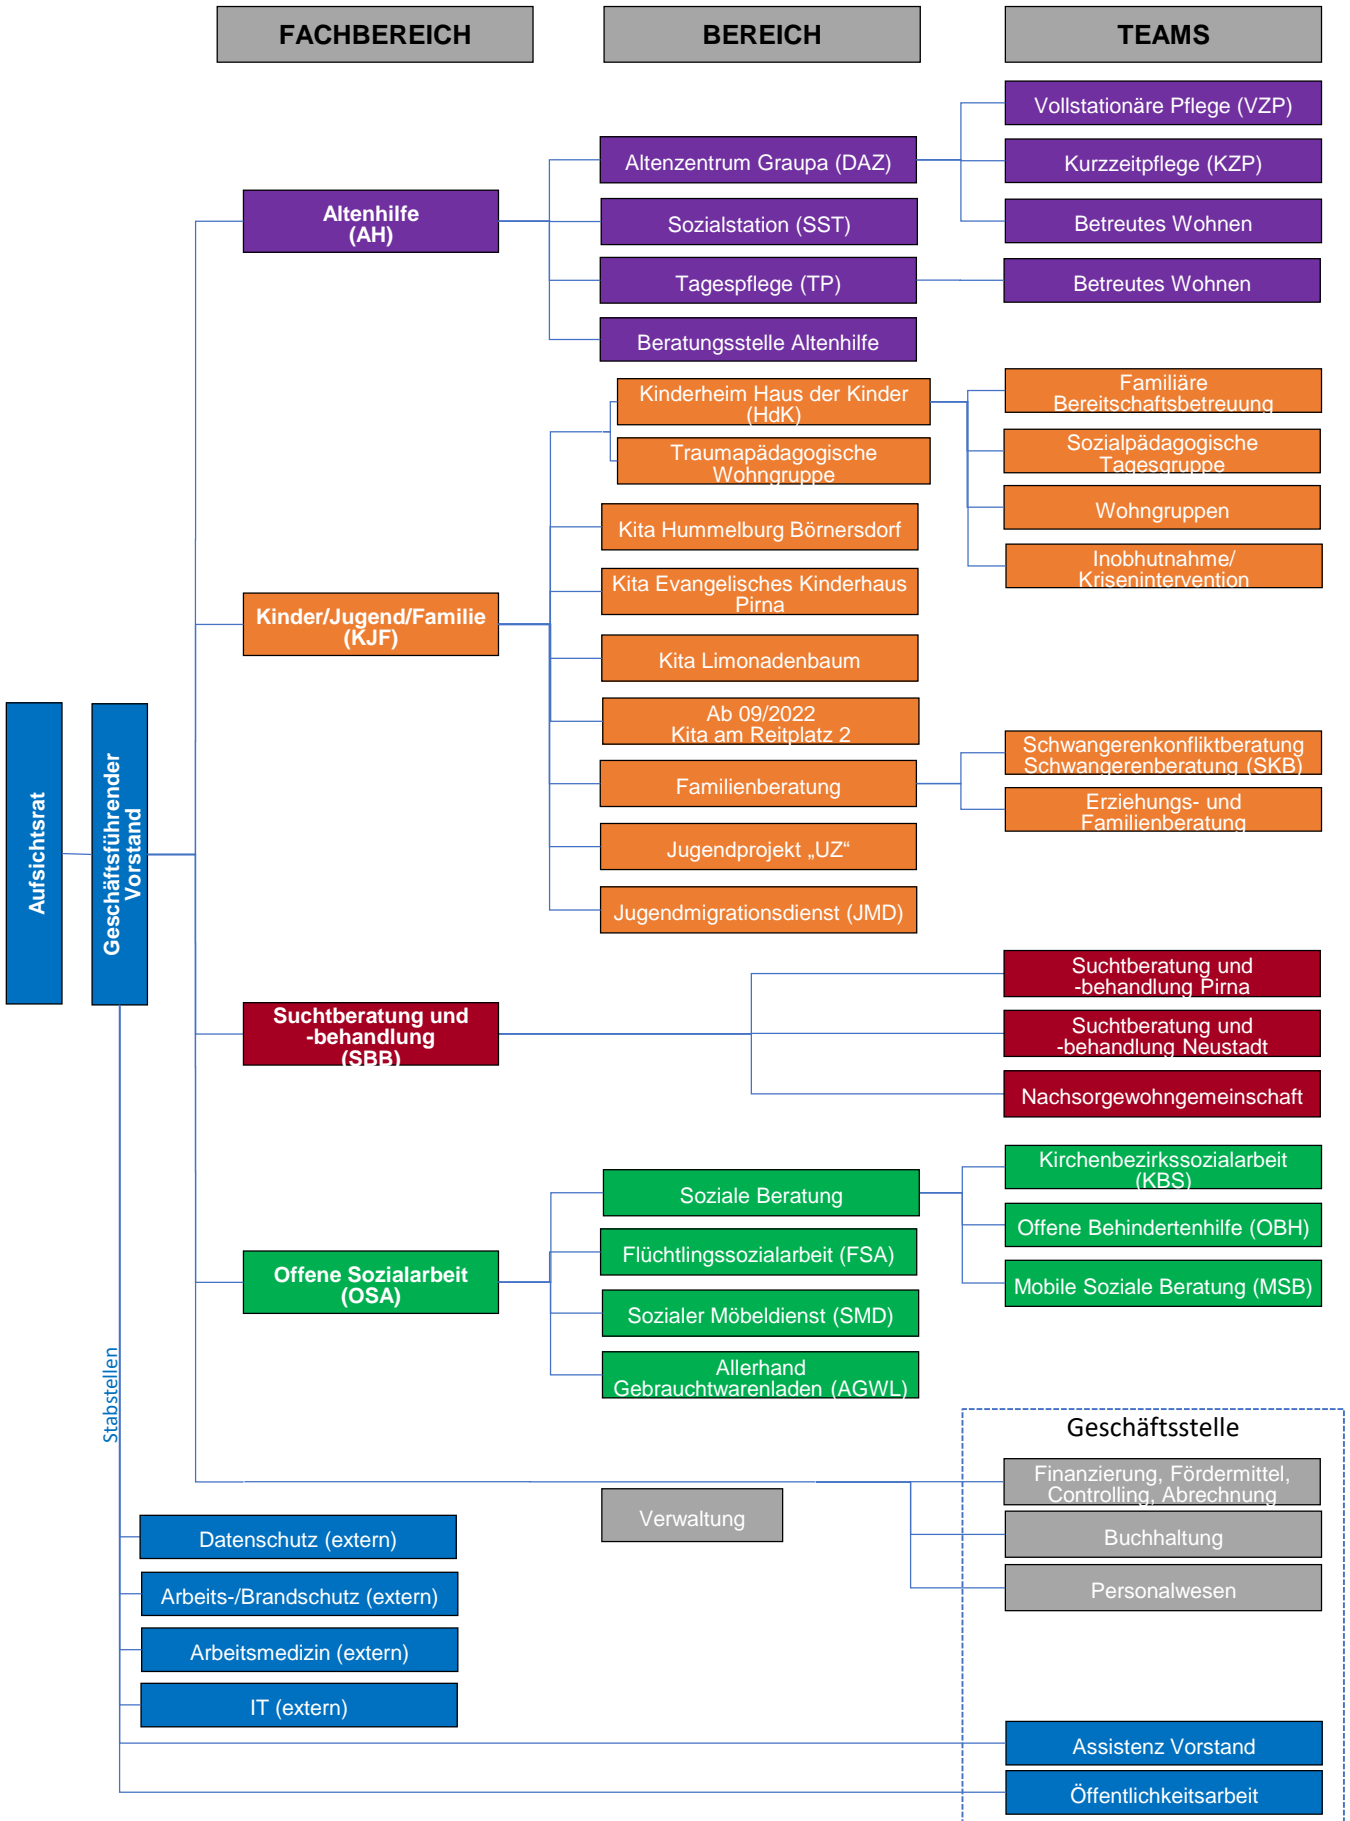 FACHBEREICH
BEREICH
TEAMS
Aufsichtsrat
Geschäftsführender
Vorstand
Altenhilfe
(AH)
Altenzentrum Graupa (DAZ)
Vollstationäre Pflege (VZP)
Kurzzeitpflege (KZP)
Betreutes Wohnen
Sozialstation (SST)
Tagespflege (TP)
Betreutes Wohnen
Beratungsstelle Altenhilfe
Kinder/Jugend/Familie
(KJF)
Kinderheim Haus der Kinder
(HdK)
Familiäre
Bereitschaftsbetreuung
Sozialpädagogische
Tagesgruppe
Wohngruppen
Inobhutnahme/
Krisenintervention
Traumapädagogische
Wohngruppe
Kita Hummelburg Börnersdorf
Kita Evangelisches Kinderhaus
Pirna
Kita Limonadenbaum
Ab 09/2022
Kita am Reitplatz 2
Familienberatung
Schwangerenkonfliktberatung
Schwangerenberatung (SKB)
Erziehungs- und
Familienberatung
Jugendprojekt „UZ“
Jugendmigrationsdienst (JMD)
Suchtberatung und
-behandlung
(SBB)
Suchtberatung und
-behandlung Pirna
Suchtberatung und
-behandlung Neustadt
Nachsorgewohngemeinschaft
Offene Sozialarbeit
(OSA)
Soziale Beratung
Kirchenbezirkssozialarbeit
(KBS)
Offene Behindertenhilfe (OBH)
Mobile Soziale Beratung (MSB)
Flüchtlingssozialarbeit (FSA)
Sozialer Möbeldienst (SMD)
Allerhand
Gebrauchtwarenladen (AGWL)
Geschäftsstelle
Verwaltung
Finanzierung, Fördermittel,
Controlling, Abrechnung
Buchhaltung
Personalwesen
Stabstellen
Datenschutz (extern)
Arbeits-/Brandschutz (extern)
Arbeitsmedizin (extern)
IT (extern)
Assistenz Vorstand
Öffentlichkeitsarbeit